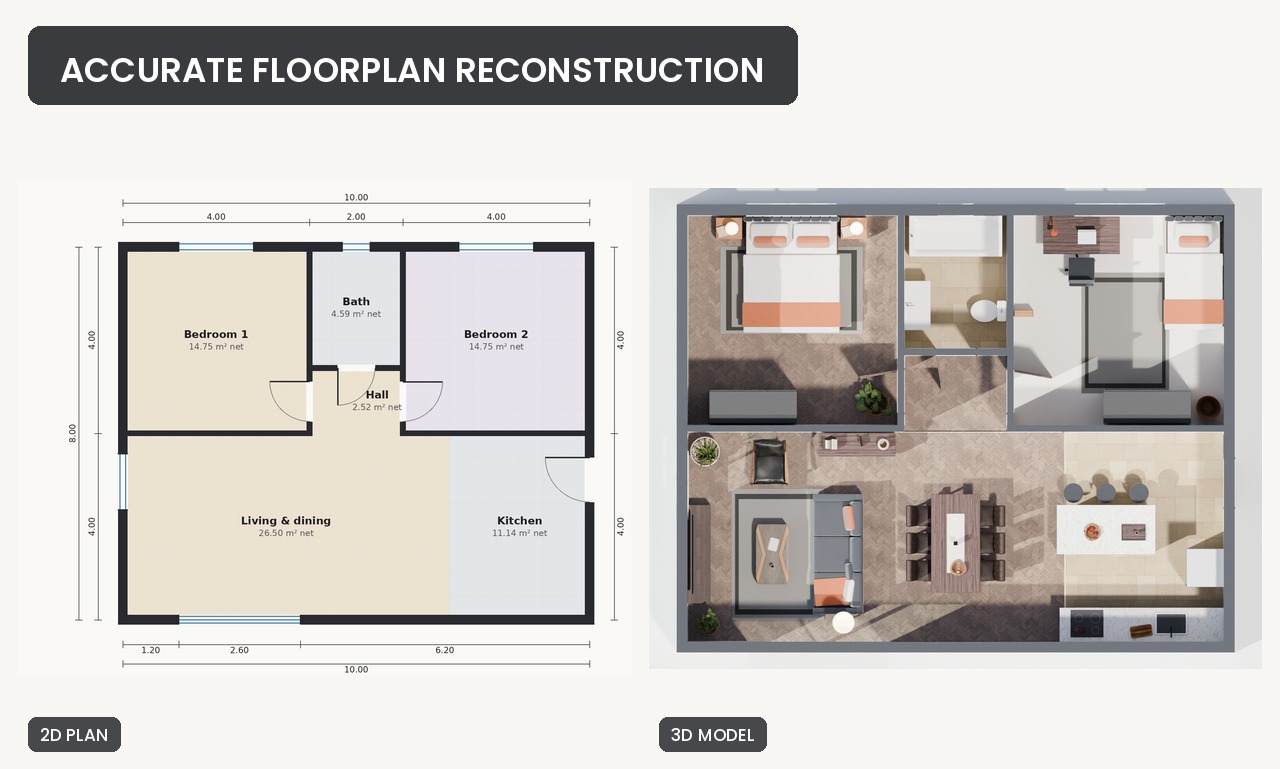 ACCURATE FLOORPLAN RECONSTRUCTION
10.00
4.00
2.00
4.00
Bath
4.59 m² net
Bedroom 1
14.75 m² net
Bedroom 2
14.75 m² net
4.00
4.00
Hall
2.52 m² net
8.00
Living & dining
26.50 m² net
Kitchen
11.14 m² net
4.00
4.00
1.20
2.60
6.20
10.00
2D PLAN
3D MODEL